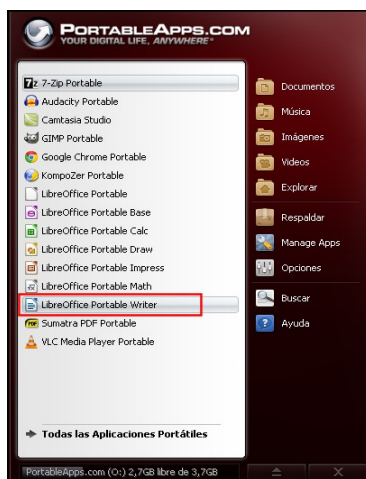 PORTABLEAPPS.COM
YOUR DIGITAL LIFE, ANYWHERE®
7z 7-Zip Portable
Audacity Portable
Camtasia Studio
GIMP Portable
Google Chrome Portable
KompoZer Portable
LibreOffice Portable
LibreOffice Portable Base
LibreOffice Portable Calc
LibreOffice Portable Draw
LibreOffice Portable Impress
LibreOffice Portable Math
LibreOffice Portable Writer
PDF Sumatra PDF Portable
VLC Media Player Portable
Todas las Aplicaciones Portátiles
PortableApps.com (O:) 2,7GB libre de 3,7GB
Documentos
Música
Imágenes
Videos
Explorar
Respaldar
Manage Apps
Opciones
Buscar
? Ayuda